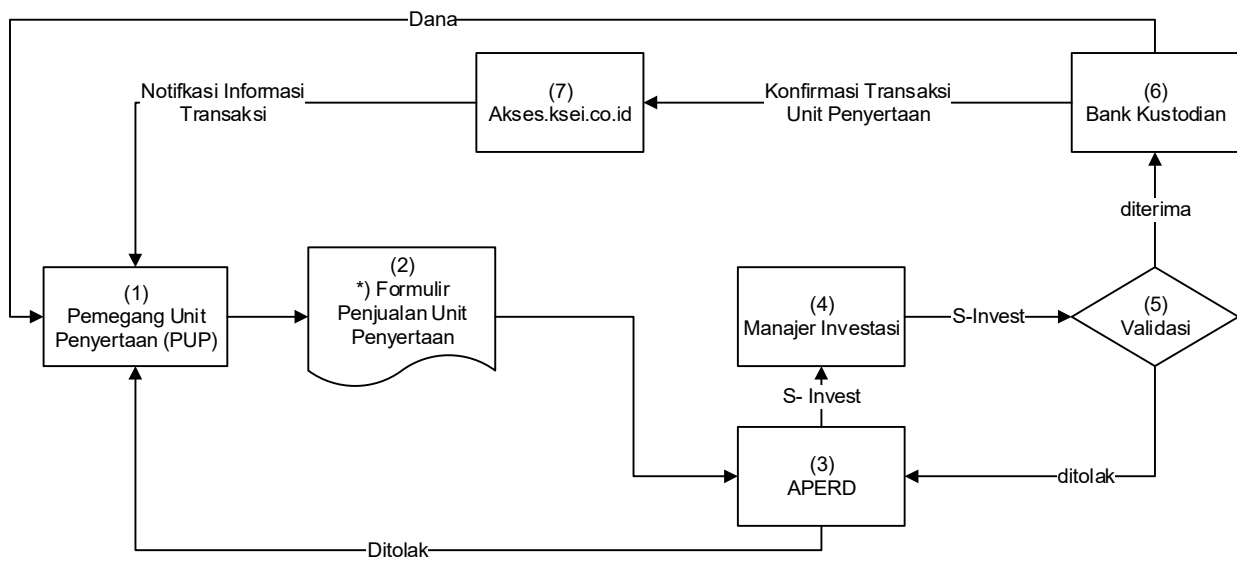 Dana
Notifkasi Informasi
Transaksi
(7)
Akses.ksei.co.id
Konfirmasi Transaksi
Unit Penyertaan
(6)
Bank Kustodian
diterima
(1)
Pemegang Unit
Penyertaan (PUP)
(2)
*) Formulir
Penjualan Unit
Penyertaan
(4)
Manajer Investasi
S-Invest
(5)
Validasi
S- Invest
(3)
APERD
ditolak
Ditolak